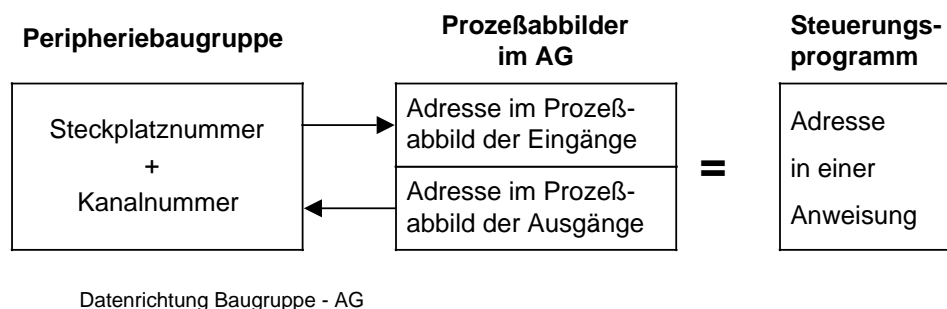 Peripheriebaugruppe
Prozeßabbilder
im AG
Steuerungs-
programm
Steckplatznummer
+
Kanalnummer
Adresse im Prozeß-
abbild der Eingänge
Adresse im Prozeß-
abbild der Ausgänge
=
Adresse
in einer
Anweisung
Datenrichtung Baugruppe - AG